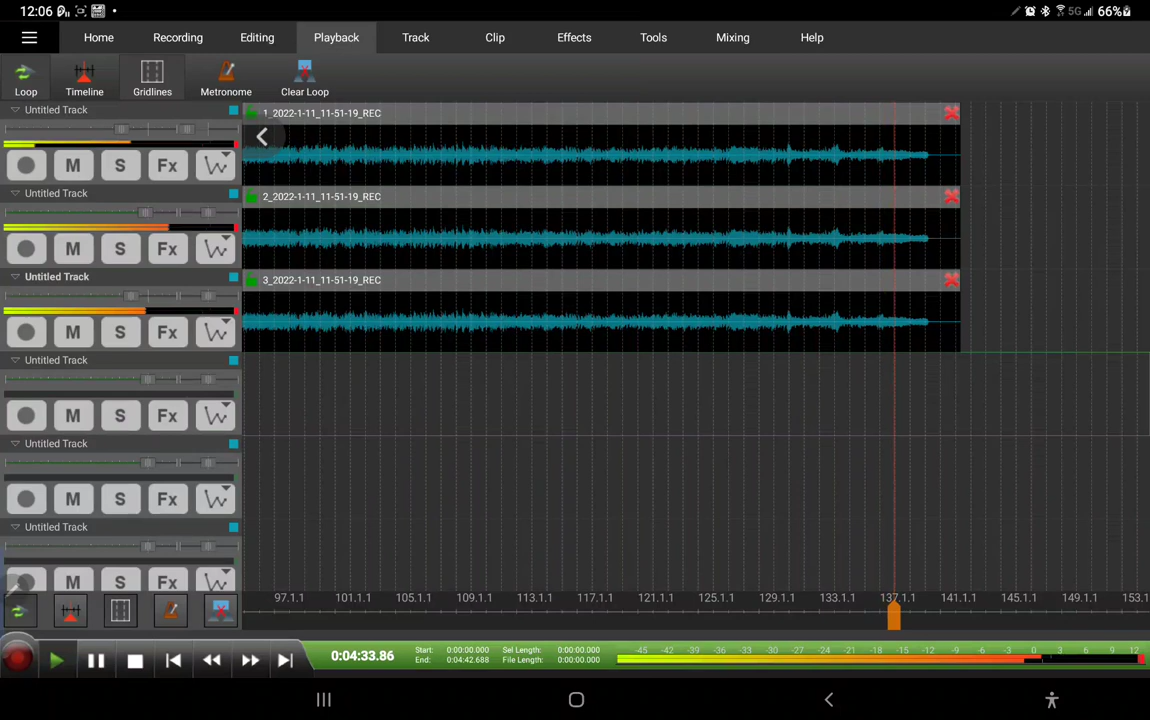 12:06 5G 66%
Home Recording Editing Playback Track Clip Effects Tools Mixing Help
Loop Timeline Gridlines Metronome Clear Loop
Untitled Track
1_2022-1-11_11-51-19_REC
M S Fx
Untitled Track
2_2022-1-11_11-51-19_REC
M S Fx
Untitled Track
3_2022-1-11_11-51-19_REC
M S Fx
Untitled Track
M S Fx
Untitled Track
M S Fx
Untitled Track
M S Fx
97.1.1 101.1.1 105.1.1 109.1.1 113.1.1 117.1.1 121.1.1 125.1.1 129.1.1 133.1.1 137.1.1 141.1.1 145.1.1 149.1.1 153.1
0:04:33.86
Start: 0:00:00.000 Sel Length: 0:00:00.000
End: 0:04:42.688 File Length: 0:00:00.000
-45 -42 -39 -36 -33 -30 -27 -24 -21 -18 -15 -12 -9 -6 -3 0 3 6 9 12